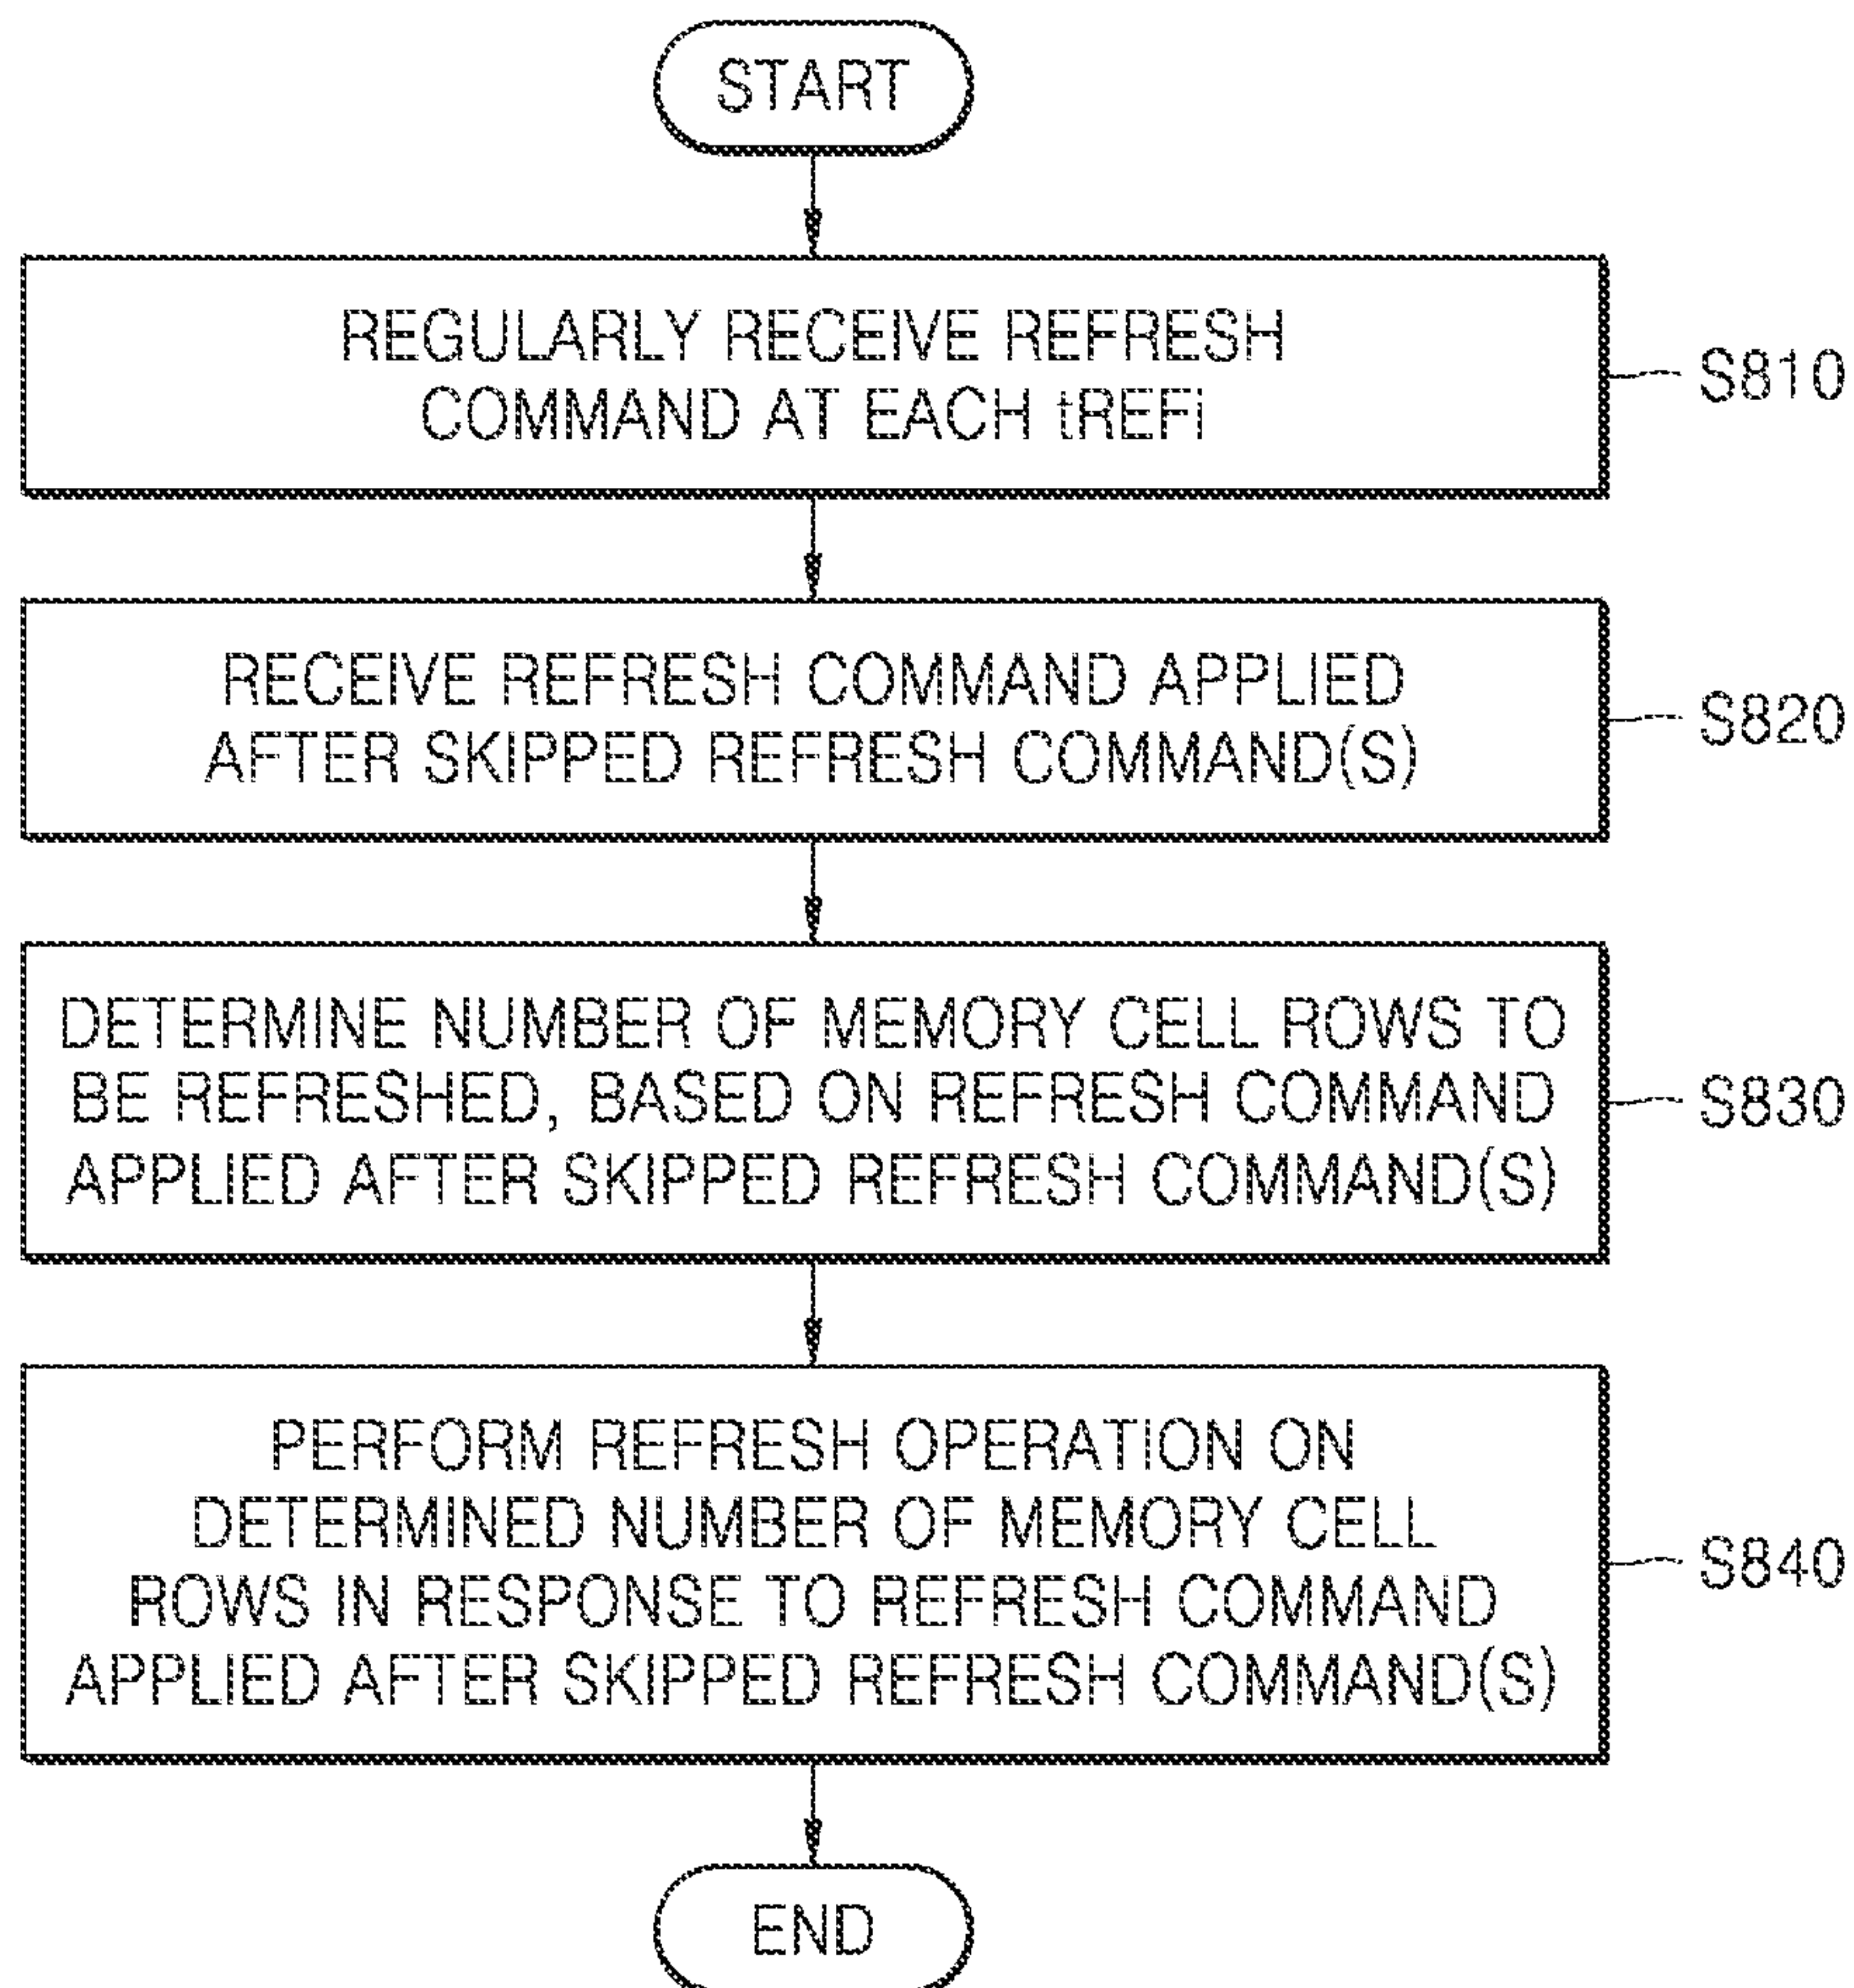 START
REGULARLY RECEIVE REFRESH
COMMAND AT EACH tREFi
S810
RECEIVE REFRESH COMMAND APPLIED
AFTER SKIPPED REFRESH COMMAND(S)
S820
DETERMINE NUMBER OF MEMORY CELL ROWS TO
BE REFRESHED, BASED ON REFRESH COMMAND
APPLIED AFTER SKIPPED REFRESH COMMAND(S)
S830
PERFORM REFRESH OPERATION ON
DETERMINED NUMBER OF MEMORY CELL
ROWS IN RESPONSE TO REFRESH COMMAND
APPLIED AFTER SKIPPED REFRESH COMMAND(S)
S840
END